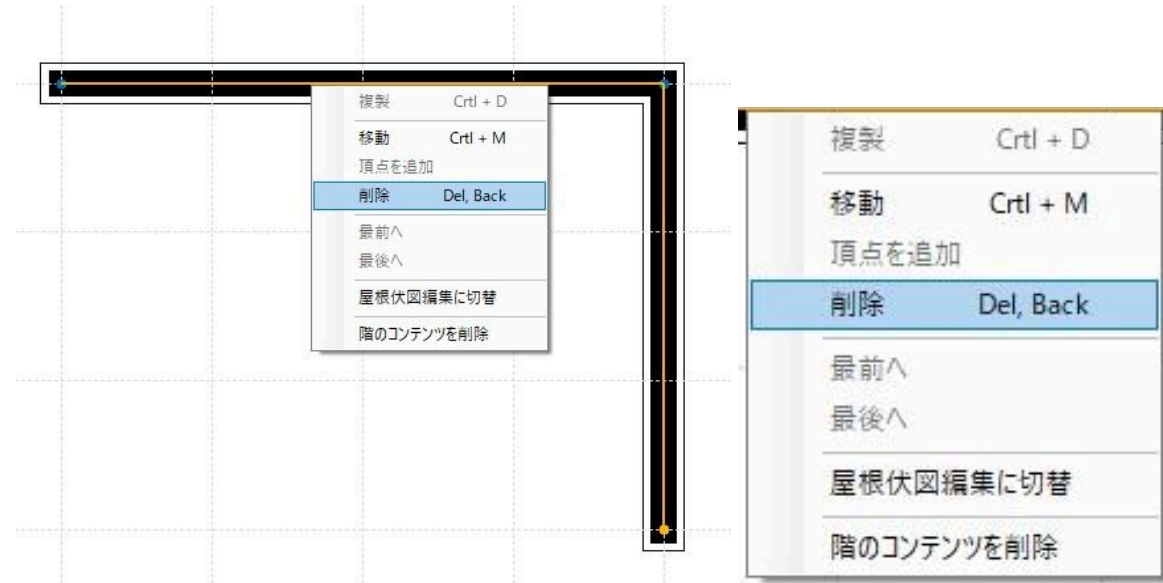 複製 Crtl + D
移動 Crtl + M
頂点を追加
削除 Del, Back
最前へ
最後へ
屋根伏図編集に切替
階のコンテンツを削除
複製 Crtl + D
移動 Crtl + M
頂点を追加
削除 Del, Back
最前へ
最後へ
屋根伏図編集に切替
階のコンテンツを削除